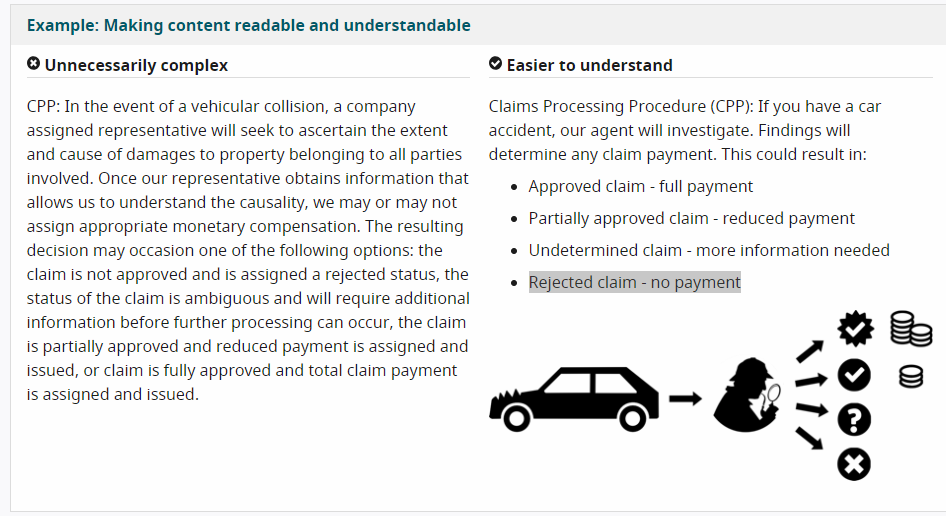 Example: Making content readable and understandable
Unnecessarily complex
CPP: In the event of a vehicular collision, a company
assigned representative will seek to ascertain the extent
and cause of damages to property belonging to all parties
involved. Once our representative obtains information that
allows us to understand the causality, we may or may not
assign appropriate monetary compensation. The resulting
decision may occasion one of the following options: the
claim is not approved and is assigned a rejected status, the
status of the claim is ambiguous and will require additional
information before further processing can occur, the claim
is partially approved and reduced payment is assigned and
issued, or claim is fully approved and total claim payment
is assigned and issued.
Easier to understand
Claims Processing Procedure (CPP): If you have a car
accident, our agent will investigate. Findings will
determine any claim payment. This could result in:
• Approved claim - full payment
• Partially approved claim - reduced payment
• Undetermined claim - more information needed
• Rejected claim - no payment
?